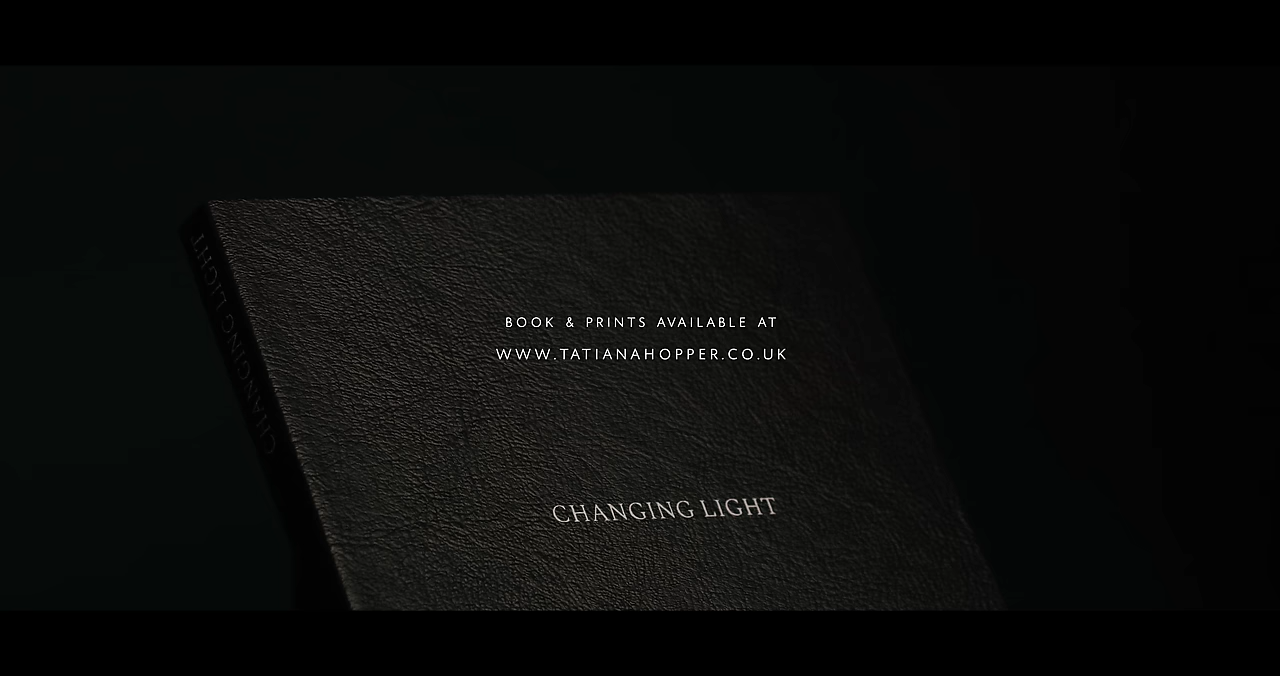 BOOK & PRINTS AVAILABLE AT
WWW.TATIANAHOPPER.CO.UK
CHANGING LIGHT
CHANGING LIGHT